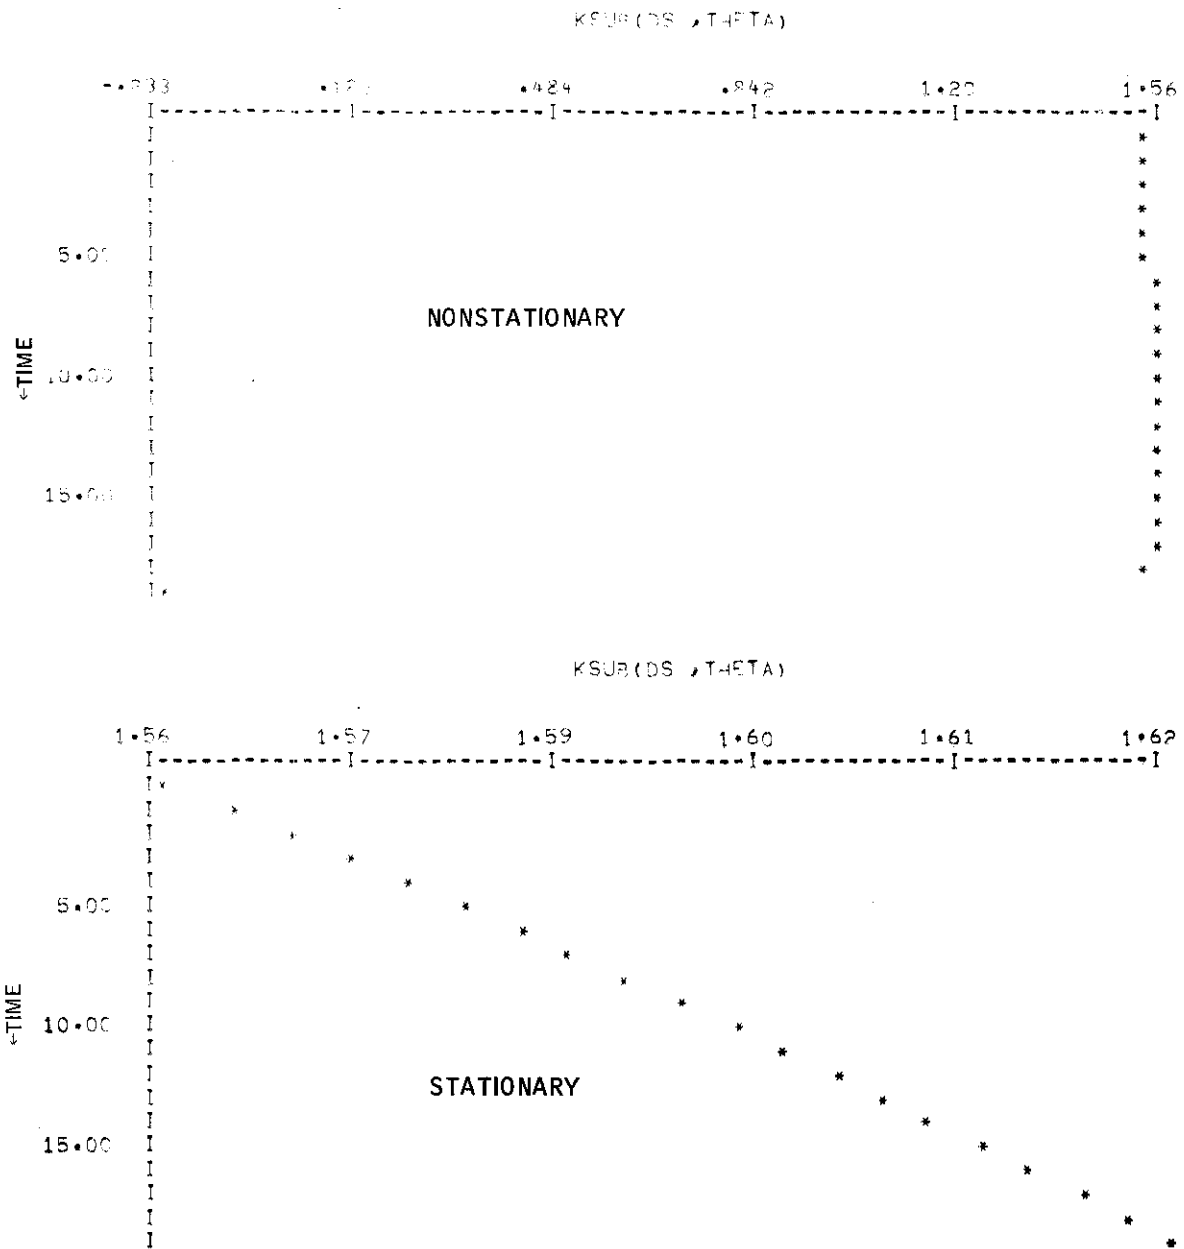 KSUB(DS ,THETA)
-.233 .484 .842 1.20 1.56
5.00
NONSTATIONARY
←TIME
10.00
15.00
KSUB(DS ,THETA)
1.56 1.57 1.59 1.60 1.61 1.62
5.00
←TIME
10.00
STATIONARY
15.00